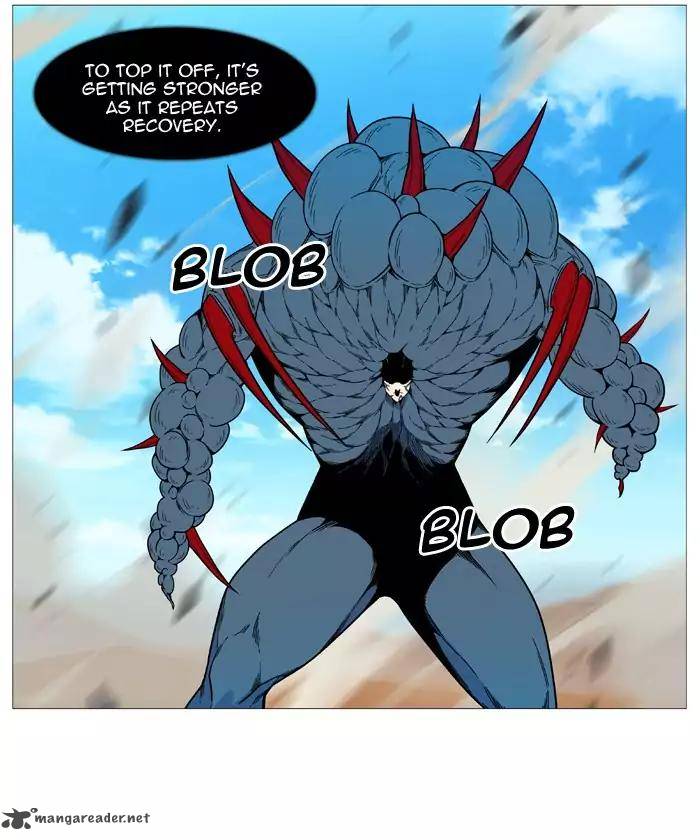 TO TOP IT OFF, IT'S
GETTING STRONGER
AS IT REPEATS
RECOVERY.
BLOB
BLOB
mangareader.net